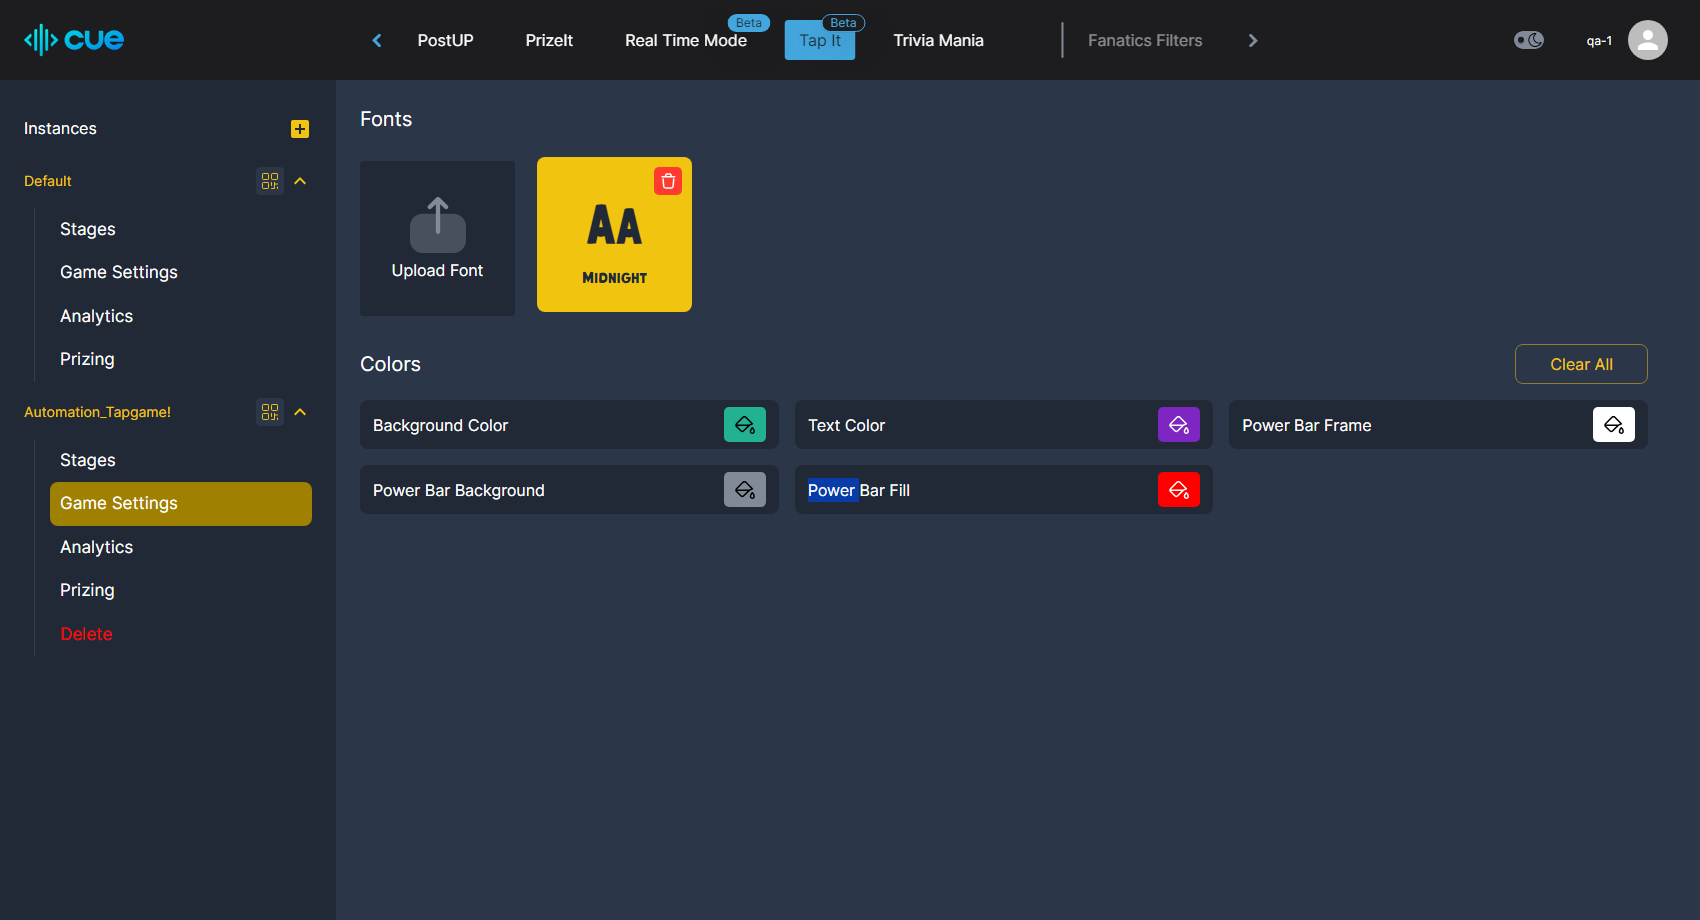 cue
PostUP
PrizeIt
Real Time Mode
Beta
Tap It
Beta
Trivia Mania
Fanatics Filters
qa-1
Instances
Default
Stages
Game Settings
Analytics
Prizing
Automation_Tapgame!
Stages
Game Settings
Analytics
Prizing
Delete
Fonts
Upload Font
AA
MIDNIGHT
Colors
Clear All
Background Color
Text Color
Power Bar Frame
Power Bar Background
Power Bar Fill